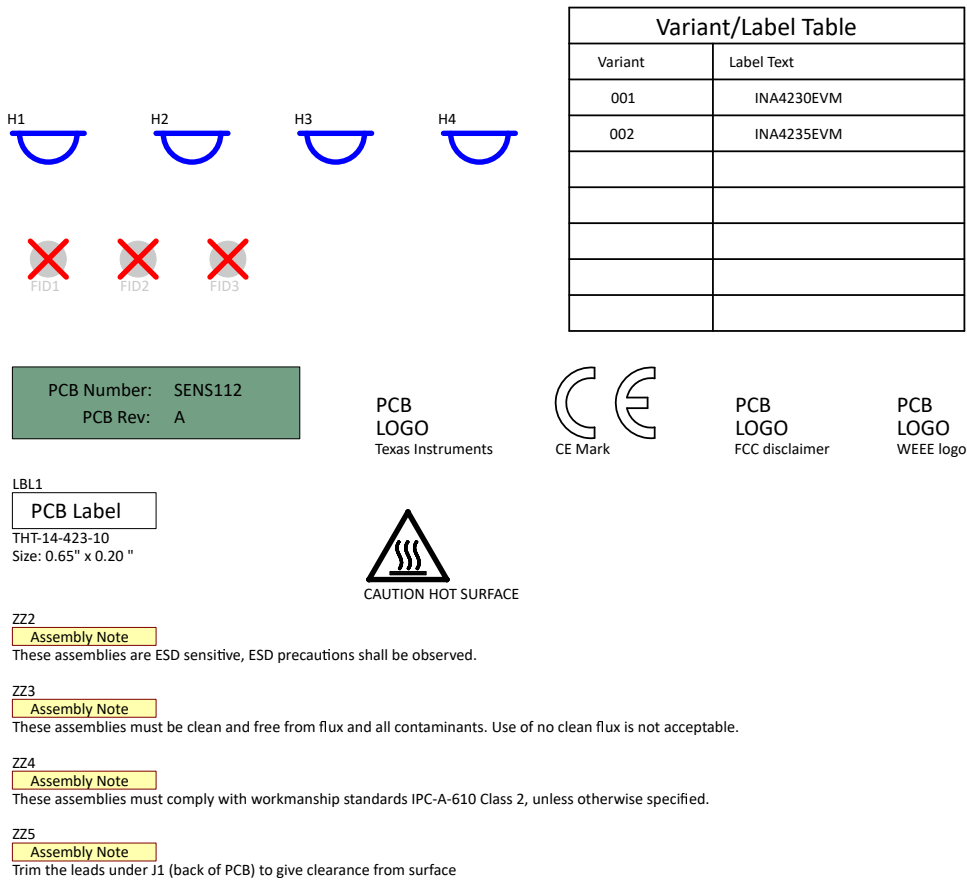 Variant/Label Table
Variant Label Text
001 INA4230EVM
002 INA4235EVM
H1 H2 H3 H4
FID1 FID2 FID3
PCB Number: SENS112
PCB Rev: A
PCB
LOGO
Texas Instruments
CE
CE Mark
PCB
LOGO
FCC disclaimer
PCB
LOGO
WEEE logo
LBL1
PCB Label
THT-14-423-10
Size: 0.65" x 0.20 "
CAUTION HOT SURFACE
ZZ2
Assembly Note
These assemblies are ESD sensitive, ESD precautions shall be observed.
ZZ3
Assembly Note
These assemblies must be clean and free from flux and all contaminants. Use of no clean flux is not acceptable.
ZZ4
Assembly Note
These assemblies must comply with workmanship standards IPC-A-610 Class 2, unless otherwise specified.
ZZ5
Assembly Note
Trim the leads under J1 (back of PCB) to give clearance from surface